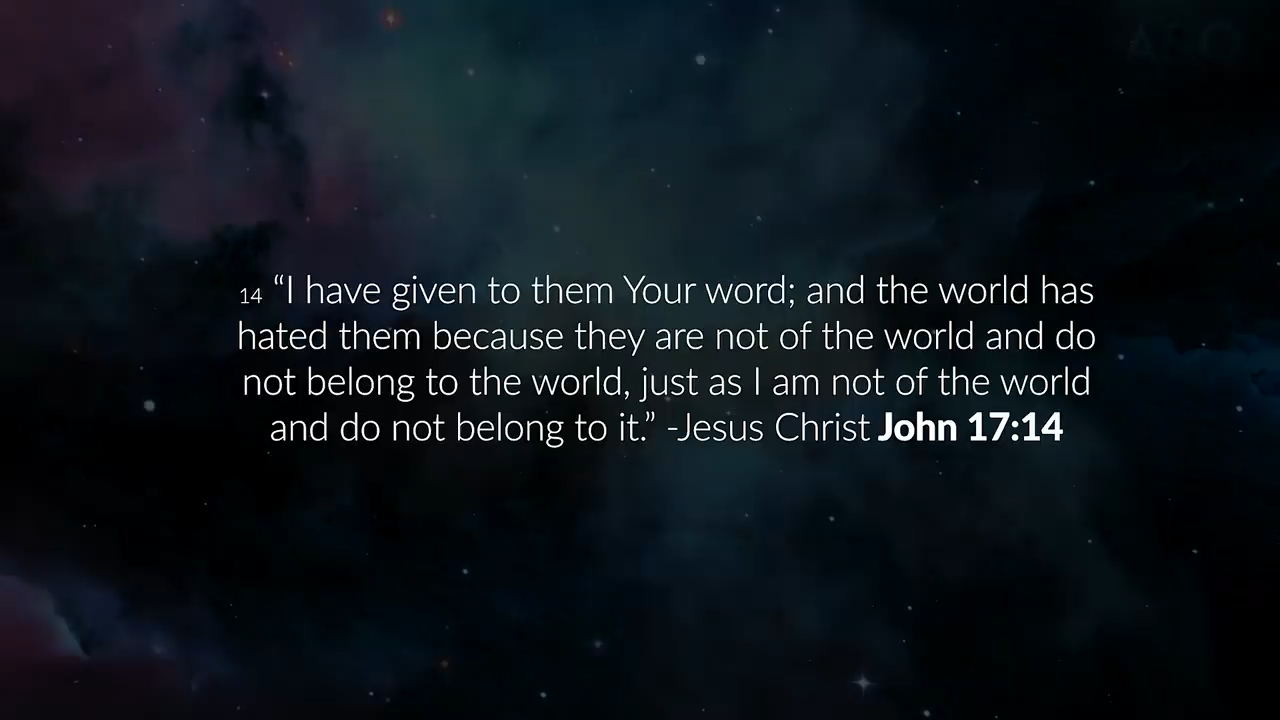 14 “I have given to them Your word; and the world has
hated them because they are not of the world and do
not belong to the world, just as I am not of the world
and do not belong to it.” -Jesus Christ John 17:14